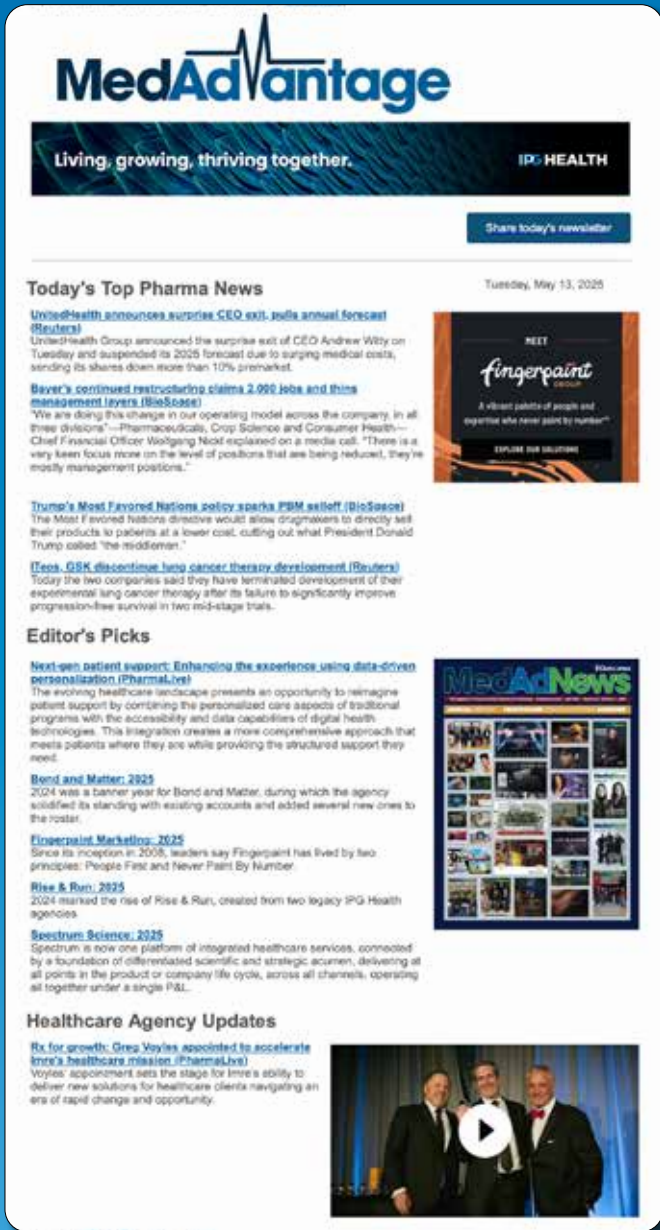 MedAdvantage
Living, growing, thriving together.
IPG HEALTH
Share today's newsletter
Today's Top Pharma News
Tuesday, May 13, 2025
UnitedHealth announces surprise CEO exit, pulls annual forecast
(Reuters)
UnitedHealth Group announced the surprise exit of CEO Andrew Witty on
Tuesday and suspended its 2025 forecast due to surging medical costs,
sending its shares down more than 10% premarket.
Bayer's continued restructuring claims 2,000 jobs and thins
management layers (BioSpace)
"We are doing this change in our operating model across the company, in all
three divisions"—Pharmaceuticals, Crop Science and Consumer Health—
Chief Financial Officer Wolfgang Nickl explained on a media call. "There is a
very keen focus more on the level of positions that are being reduced, they're
mostly management positions."
MEET
fingerpaint
GROUP
A vibrant palette of people and
expertise who never paint by number
EXPLORE OUR SOLUTIONS
Trump's Most Favored Nations policy sparks PBM selloff (BioSpace)
The Most Favored Nations directive would allow drugmakers to directly sell
their products to patients at a lower cost, cutting out what President Donald
Trump called "the middleman."
iTeos, GSK discontinue lung cancer therapy development (Reuters)
Today the two companies said they have terminated development of their
experimental lung cancer therapy after its failure to significantly improve
progression-free survival in two mid-stage trials.
Editor's Picks
Next-gen patient support: Enhancing the experience using data-driven
personalization (PharmaLive)
The evolving healthcare landscape presents an opportunity to reimagine
patient support by combining the personalized care aspects of traditional
programs with the accessibility and data capabilities of digital health
technologies. This integration creates a more comprehensive approach that
meets patients where they are while providing the structured support they
need.
Bond and Matter: 2025
2024 was a banner year for Bond and Matter, during which the agency
solidified its standing with existing accounts and added several new ones to
the roster.
Fingerpaint Marketing: 2025
Since its inception in 2008, leaders say Fingerpaint has lived by two
principles: People First and Never Paint By Number.
Rise & Run: 2025
2024 marked the rise of Rise & Run, created from two legacy IPG Health
agencies
Spectrum Science: 2025
Spectrum is now one platform of integrated healthcare services, connected
by a foundation of differentiated scientific and strategic acumen, delivering at
all points in the product or company life cycle, across all channels, operating
all together under a single P&L.
MedAdNews
Healthcare Agency Updates
Rx for growth: Greg Voyles appointed to accelerate
Imre's healthcare mission (PharmaLive)
Voyles' appointment sets the stage for Imre's ability to
deliver new solutions for healthcare clients navigating an
era of rapid change and opportunity.